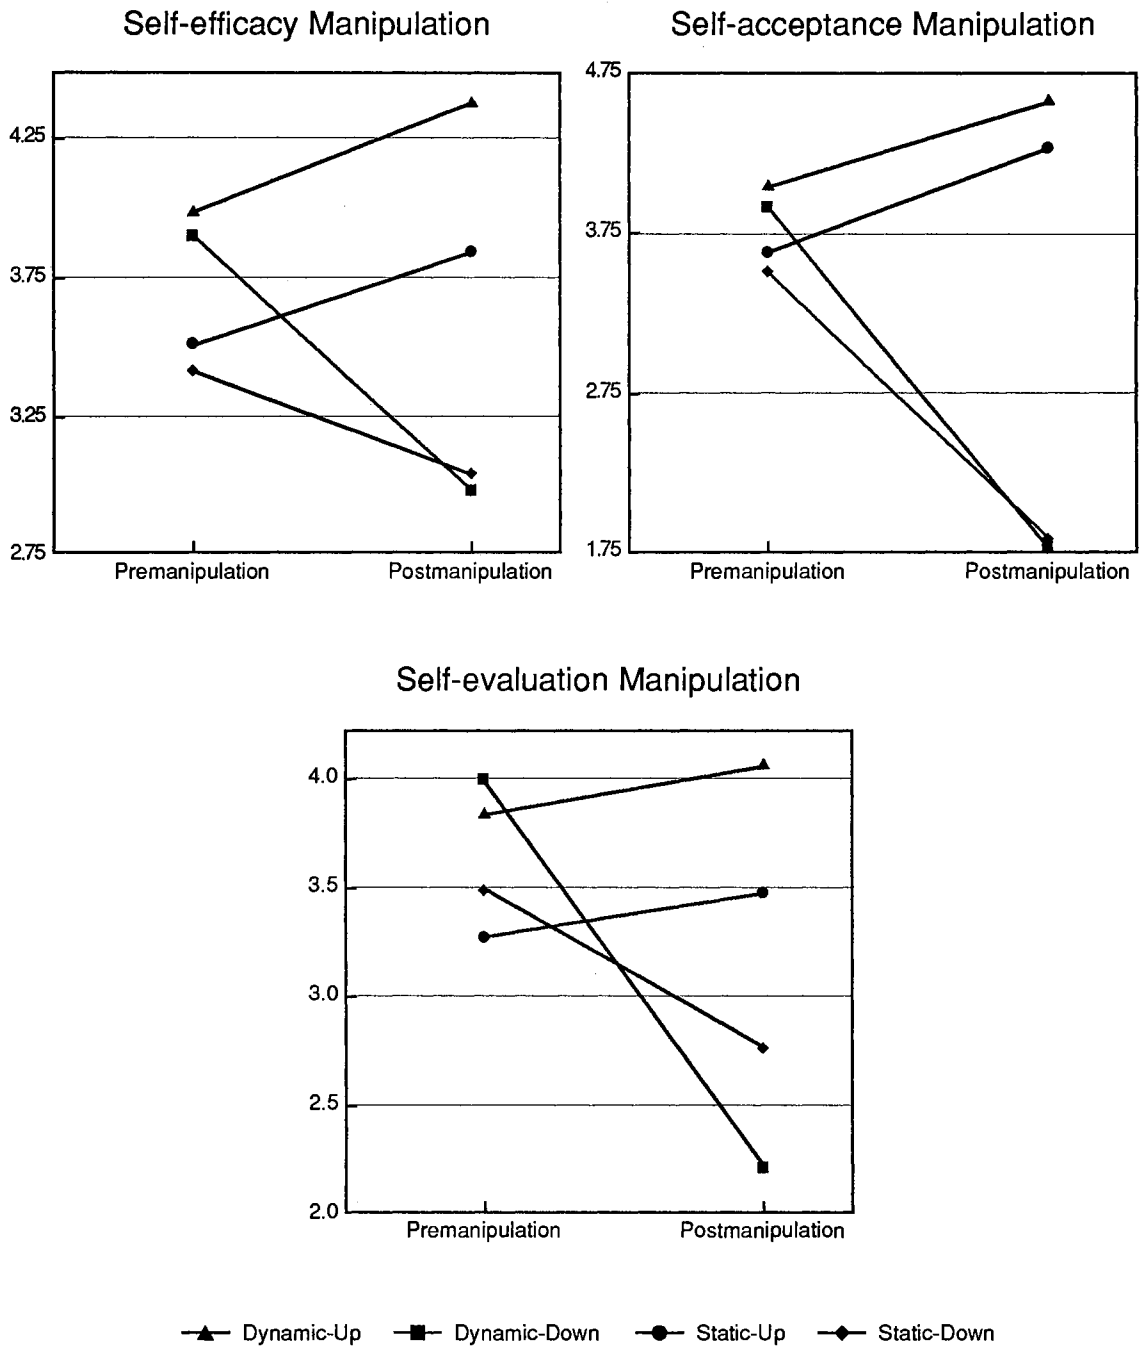 Self-efficacy Manipulation
4.25
3.75
3.25
2.75
Premanipulation
Postmanipulation
Self-acceptance Manipulation
4.75
3.75
2.75
1.75
Premanipulation
Postmanipulation
Self-evaluation Manipulation
4.0
3.5
3.0
2.5
2.0
Premanipulation
Postmanipulation
Dynamic-Up
Dynamic-Down
Static-Up
Static-Down